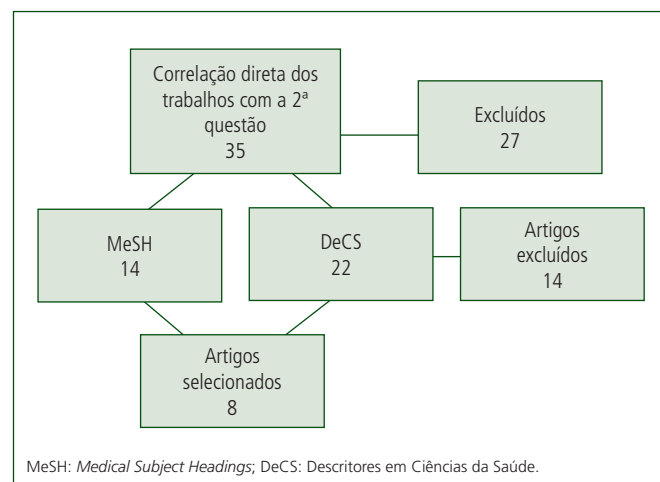 Correlação direta dos
trabalhos com a 2ª
questão
35
Excluídos
27
MeSH
14
DeCS
22
Artigos
excluídos
14
Artigos
selecionados
8
MeSH: Medical Subject Headings; DeCS: Descritores em Ciências da Saúde.